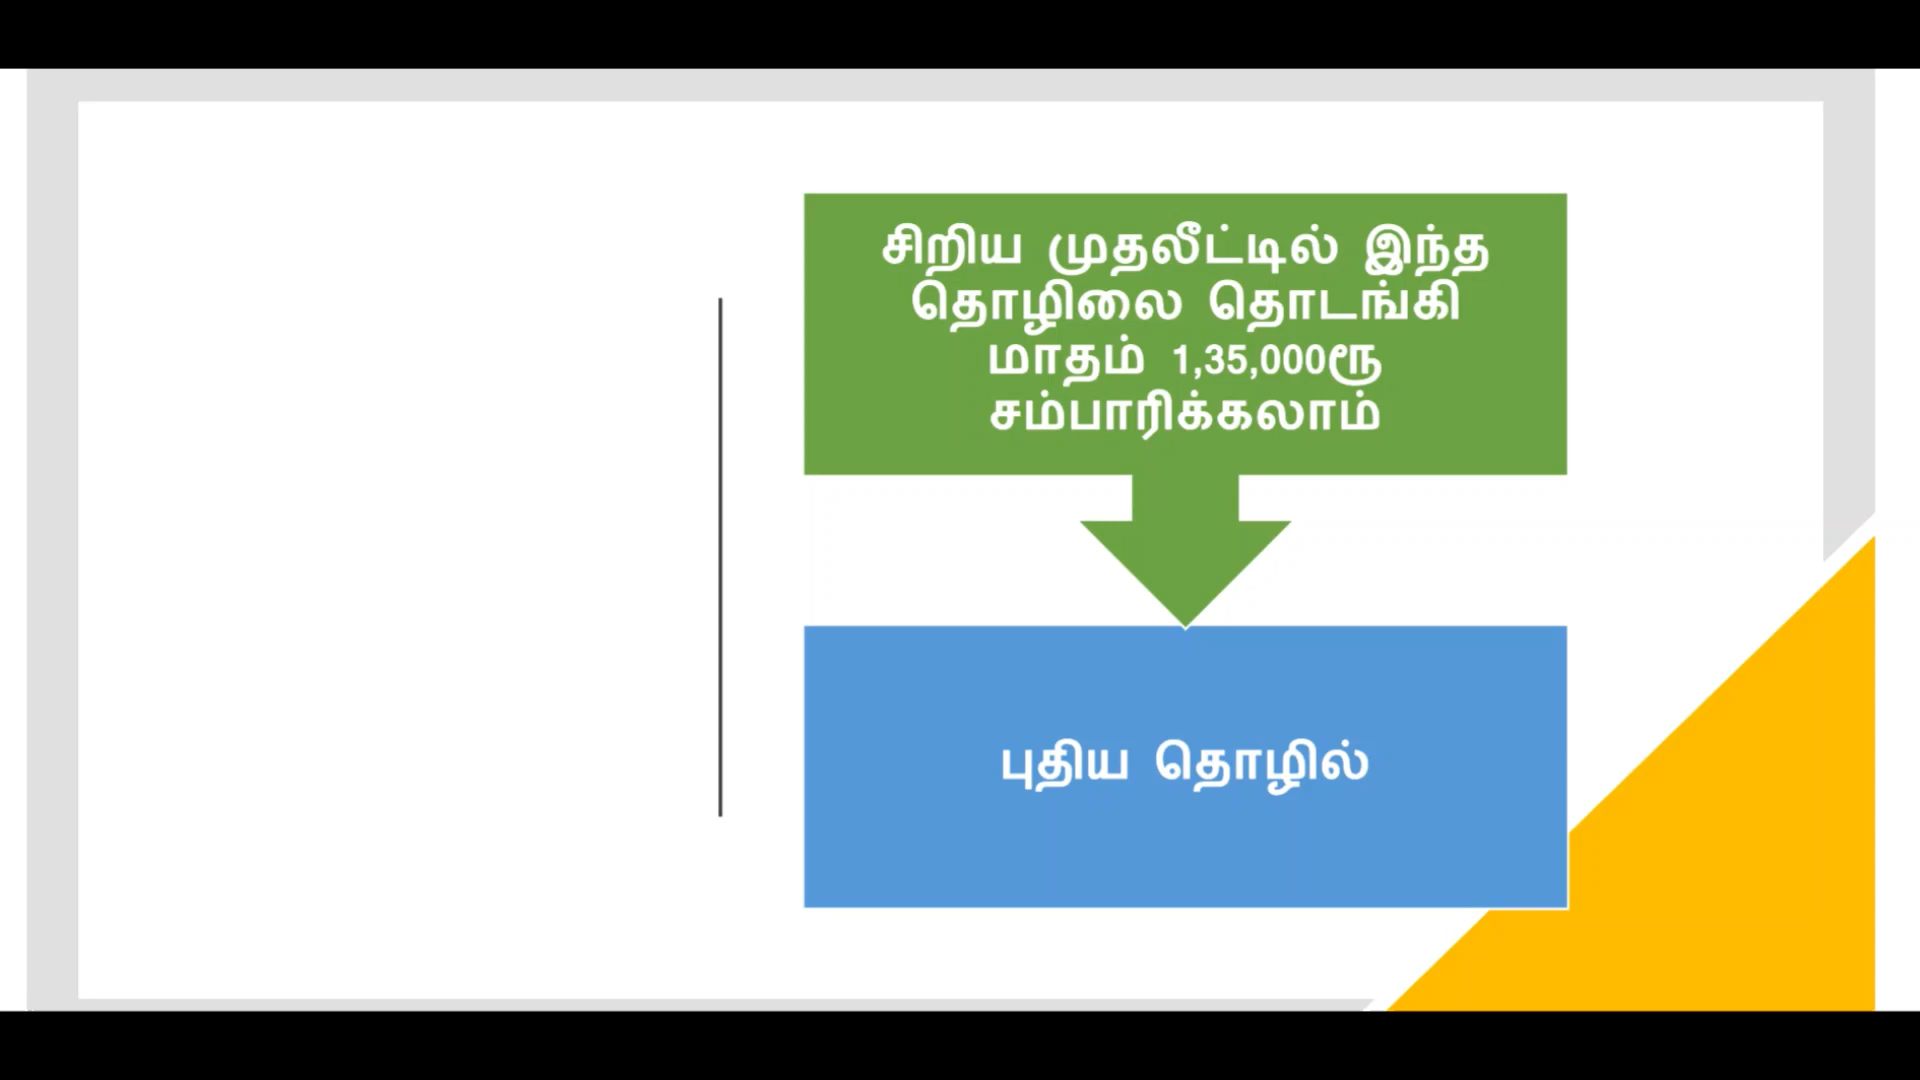 சிறிய முதலீட்டில் இந்த
தொழிலை தொடங்கி
மாதம் 1,35,000ரூ
சம்பாரிக்கலாம்
புதிய தொழில்